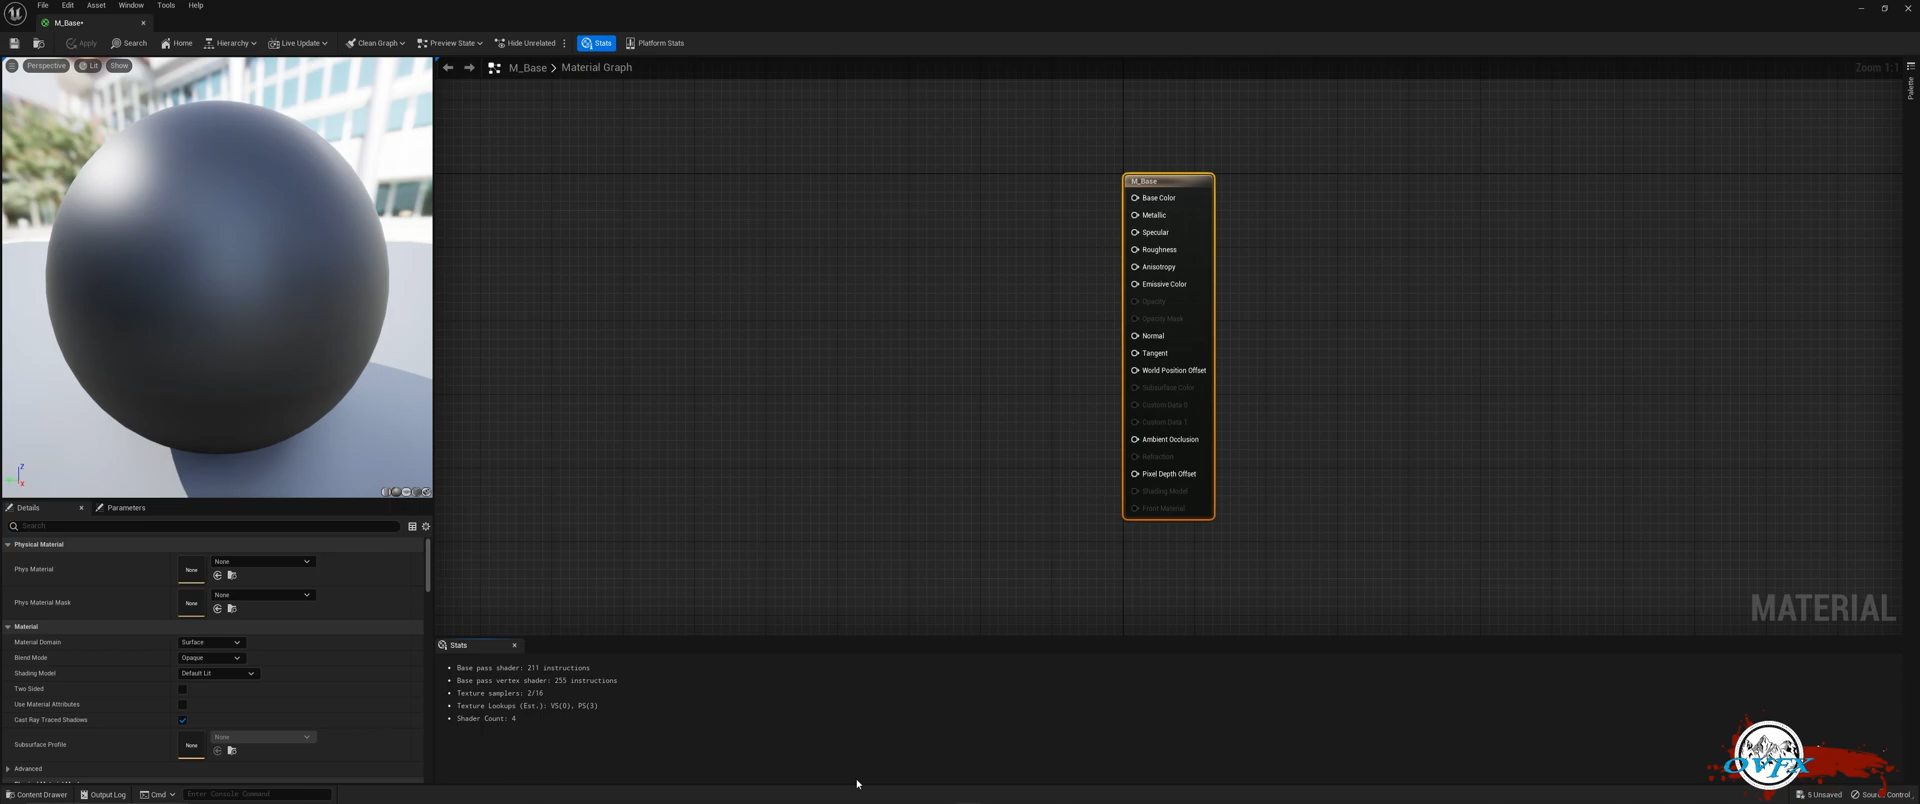 File Edit Asset Window Tools Help
M_Base•
Apply Search Home Hierarchy Live Update Clean Graph Preview State Hide Unrelated Stats Platform Stats
Perspective Lit Show
M_Base > Material Graph
Zoom 1:1
Palette
M_Base
Base Color
Metallic
Specular
Roughness
Anisotropy
Emissive Color
Opacity
Opacity Mask
Normal
Tangent
World Position Offset
Subsurface Color
Custom Data 0
Custom Data 1
Ambient Occlusion
Refraction
Pixel Depth Offset
Shading Model
Front Material
MATERIAL
Z
X
Details Parameters
Search
Physical Material
Phys Material None None
Phys Material Mask None None
Material
Material Domain Surface
Blend Mode Opaque
Shading Model Default Lit
Two Sided
Use Material Attributes
Cast Ray Traced Shadows
Subsurface Profile None None
Advanced
Stats
• Base pass shader: 211 instructions
• Base pass vertex shader: 255 instructions
• Texture samplers: 2/16
• Texture Lookups (Est.): VS(0), PS(3)
• Shader Count: 4
OVFX
Content Drawer Output Log Cmd Enter Console Command
5 Unsaved Source Control